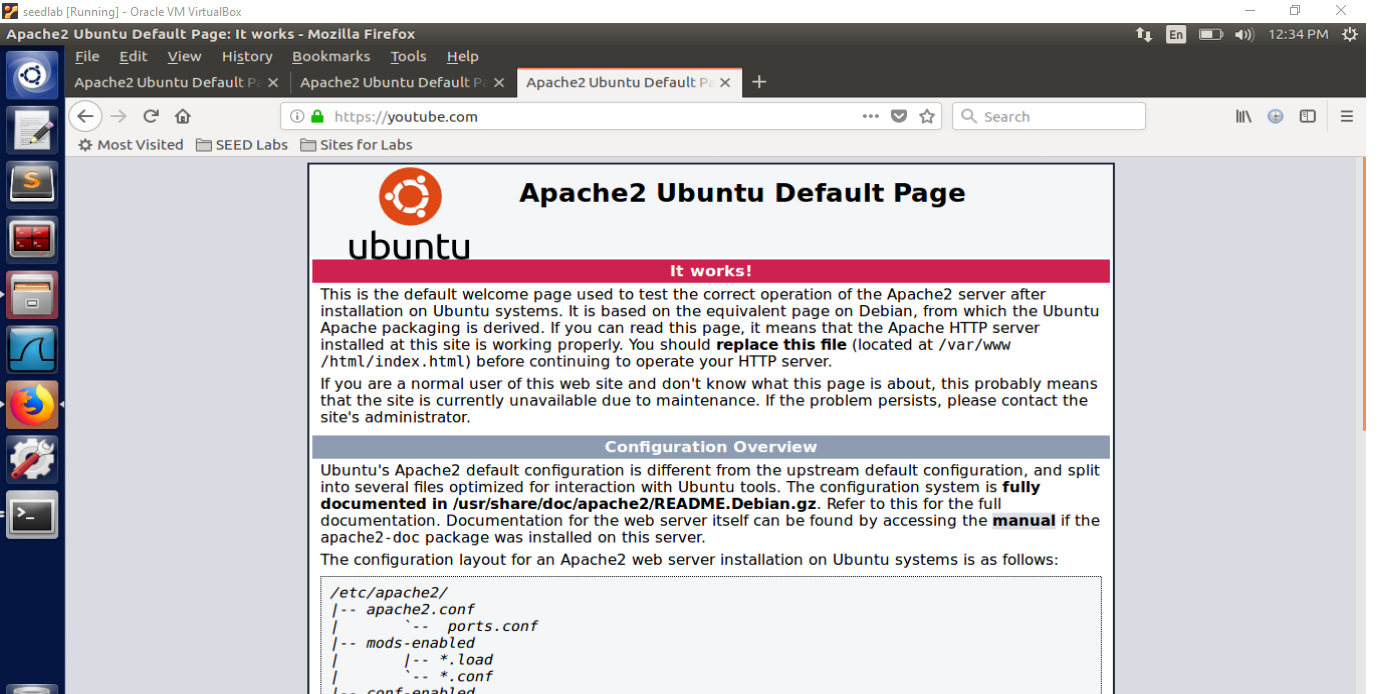 seedlab [Running] - Oracle VM VirtualBox
Apache2 Ubuntu Default Page: It works - Mozilla Firefox
En
12:34 PM
File Edit View History Bookmarks Tools Help
Apache2 Ubuntu Default Pa
Apache2 Ubuntu Default Pa
Apache2 Ubuntu Default Pa
https://youtube.com
Search
Most Visited
SEED Labs
Sites for Labs
ubuntu
Apache2 Ubuntu Default Page
It works!
This is the default welcome page used to test the correct operation of the Apache2 server after
installation on Ubuntu systems. It is based on the equivalent page on Debian, from which the Ubuntu
Apache packaging is derived. If you can read this page, it means that the Apache HTTP server
installed at this site is working properly. You should replace this file (located at /var/www
/html/index.html) before continuing to operate your HTTP server.
If you are a normal user of this web site and don't know what this page is about, this probably means
that the site is currently unavailable due to maintenance. If the problem persists, please contact the
site's administrator.
Configuration Overview
Ubuntu's Apache2 default configuration is different from the upstream default configuration, and split
into several files optimized for interaction with Ubuntu tools. The configuration system is fully
documented in /usr/share/doc/apache2/README.Debian.gz. Refer to this for the full
documentation. Documentation for the web server itself can be found by accessing the manual if the
apache2-doc package was installed on this server.
The configuration layout for an Apache2 web server installation on Ubuntu systems is as follows:
/etc/apache2/
|-- apache2.conf
|       `--  ports.conf
|-- mods-enabled
|       |-- *.load
|       `-- *.conf
|-- conf-enabled